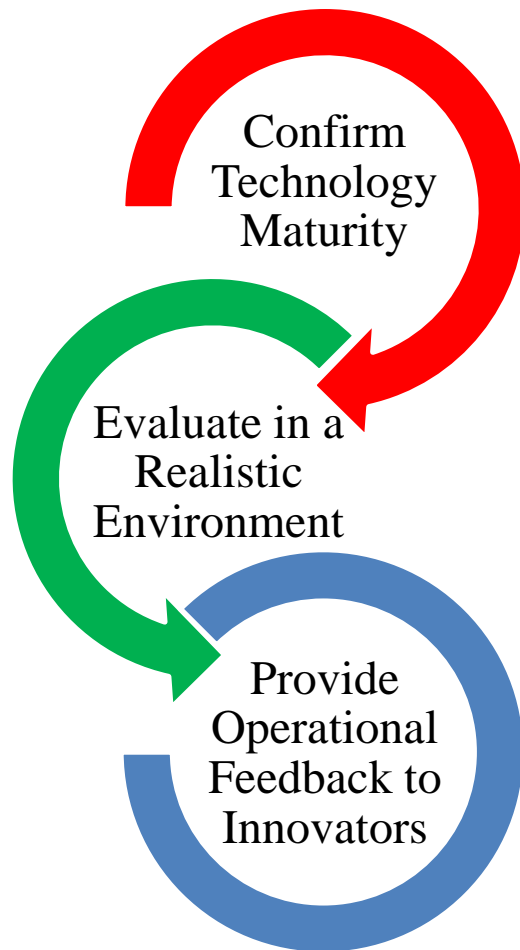 Confirm
Technology
Maturity
Evaluate in a
Realistic
Environment
Provide
Operational
Feedback to
Innovators